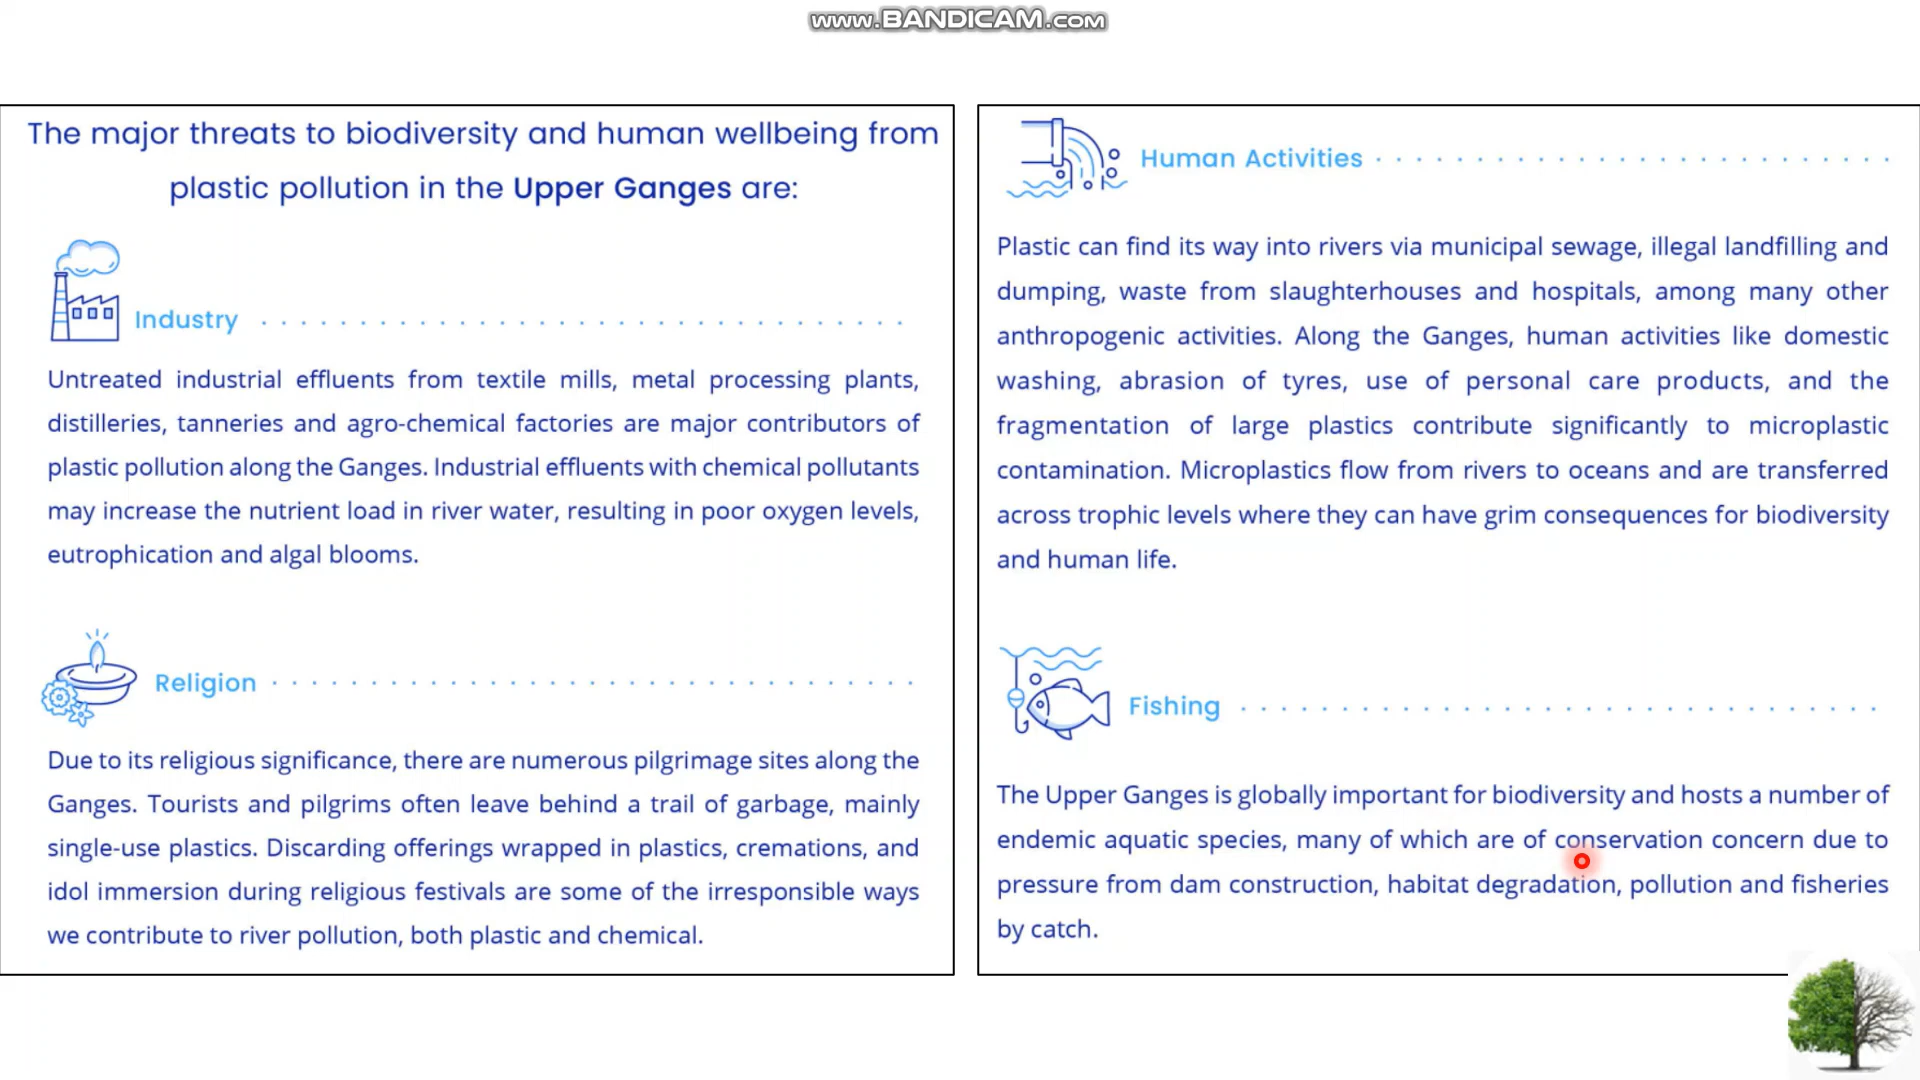 www.BANDICAM.com
The major threats to biodiversity and human wellbeing from
plastic pollution in the Upper Ganges are:
Industry
Untreated industrial effluents from textile mills, metal processing plants,
distilleries, tanneries and agro-chemical factories are major contributors of
plastic pollution along the Ganges. Industrial effluents with chemical pollutants
may increase the nutrient load in river water, resulting in poor oxygen levels,
eutrophication and algal blooms.
Religion
Due to its religious significance, there are numerous pilgrimage sites along the
Ganges. Tourists and pilgrims often leave behind a trail of garbage, mainly
single-use plastics. Discarding offerings wrapped in plastics, cremations, and
idol immersion during religious festivals are some of the irresponsible ways
we contribute to river pollution, both plastic and chemical.
Human Activities
Plastic can find its way into rivers via municipal sewage, illegal landfilling and
dumping, waste from slaughterhouses and hospitals, among many other
anthropogenic activities. Along the Ganges, human activities like domestic
washing, abrasion of tyres, use of personal care products, and the
fragmentation of large plastics contribute significantly to microplastic
contamination. Microplastics flow from rivers to oceans and are transferred
across trophic levels where they can have grim consequences for biodiversity
and human life.
Fishing
The Upper Ganges is globally important for biodiversity and hosts a number of
endemic aquatic species, many of which are of conservation concern due to
pressure from dam construction, habitat degradation, pollution and fisheries
by catch.